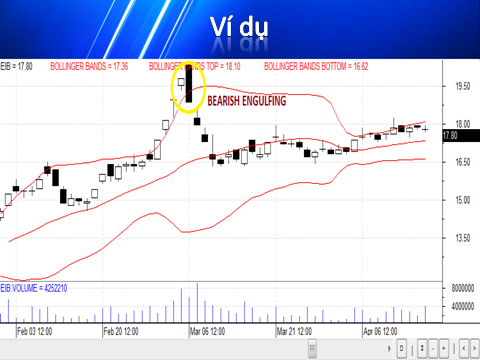 Ví dụ
EIB = 17.80 BOLLINGER BANDS = 17.36 BOLLINGER BANDS TOP = 18.10 BOLLINGER BANDS BOTTOM = 16.62
19.50
BEARISH ENGULFING
18.00
17.80
16.50
15.00
13.50
EIB VOLUME = 4252210
8000000
4000000
Feb 03 12:00 Feb 20 12:00 Mar 06 12:00 Mar 21 12:00 Apr 06 12:00
D